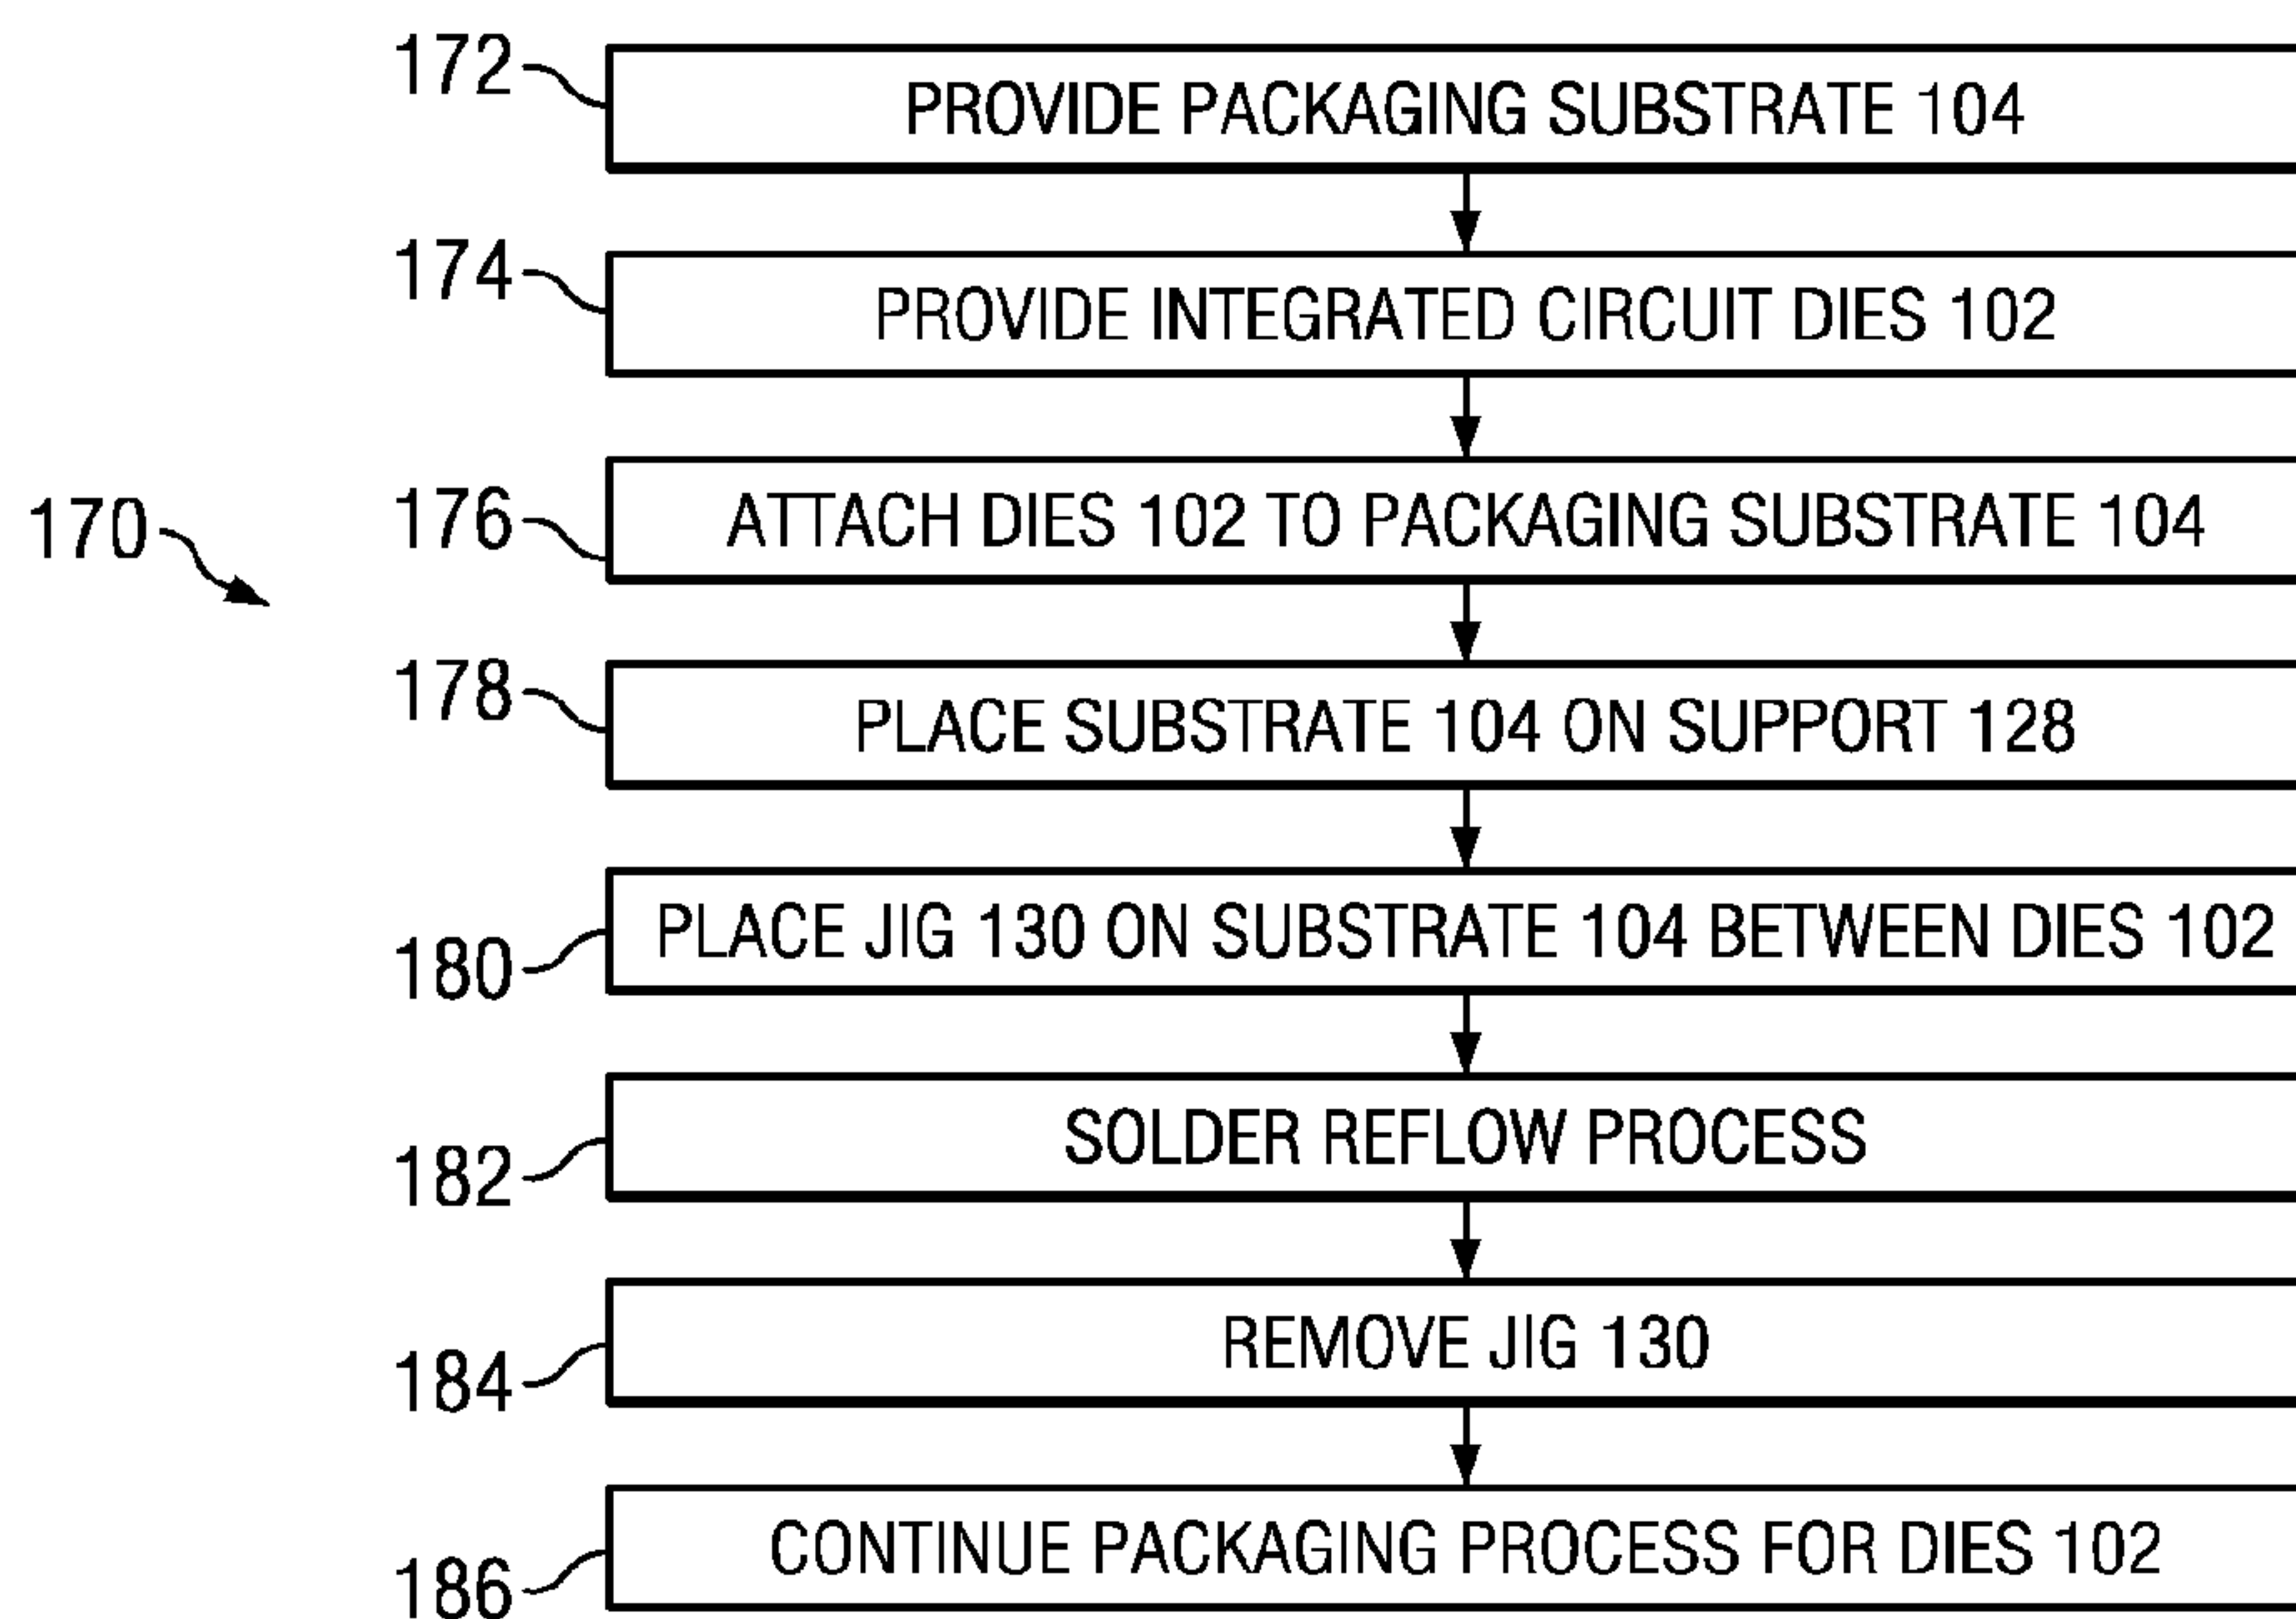 172
PROVIDE PACKAGING SUBSTRATE 104
174
PROVIDE INTEGRATED CIRCUIT DIES 102
170
176
ATTACH DIES 102 TO PACKAGING SUBSTRATE 104
178
PLACE SUBSTRATE 104 ON SUPPORT 128
180
PLACE JIG 130 ON SUBSTRATE 104 BETWEEN DIES 102
182
SOLDER REFLOW PROCESS
184
REMOVE JIG 130
186
CONTINUE PACKAGING PROCESS FOR DIES 102